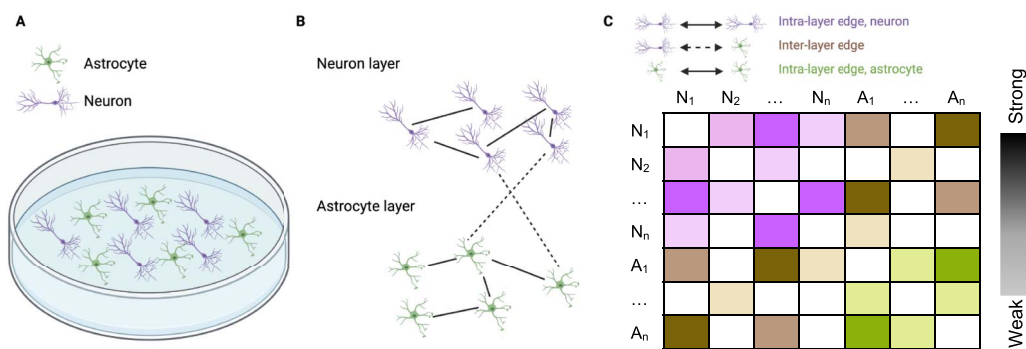 A
Astrocyte
Neuron
B
Neuron layer
Astrocyte layer
C
Intra-layer edge, neuron
Inter-layer edge
Intra-layer edge, astrocyte
N1 N2 … Nn A1 … An
N1
N2
…
Nn
A1
…
An
Strong
Weak